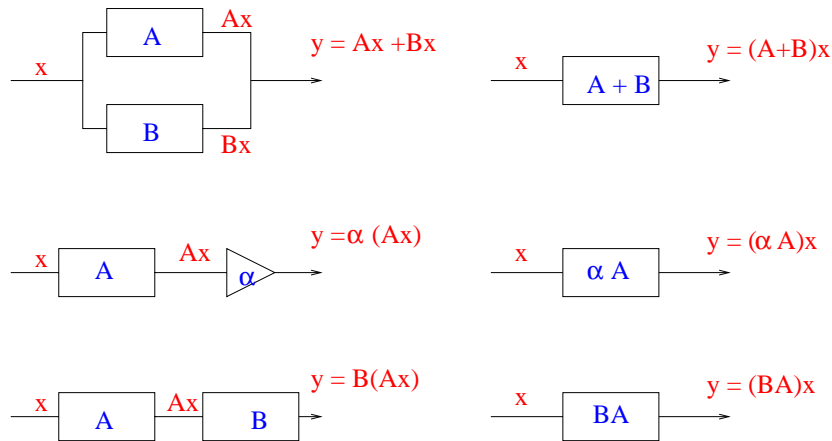 Ax
A
y = Ax +Bx
x
B
Bx
x
A + B
y = (A+B)x
x
A
Ax
α
y =α (Ax)
x
α A
y = (α A)x
x
A
Ax
B
y = B(Ax)
x
BA
y = (BA)x